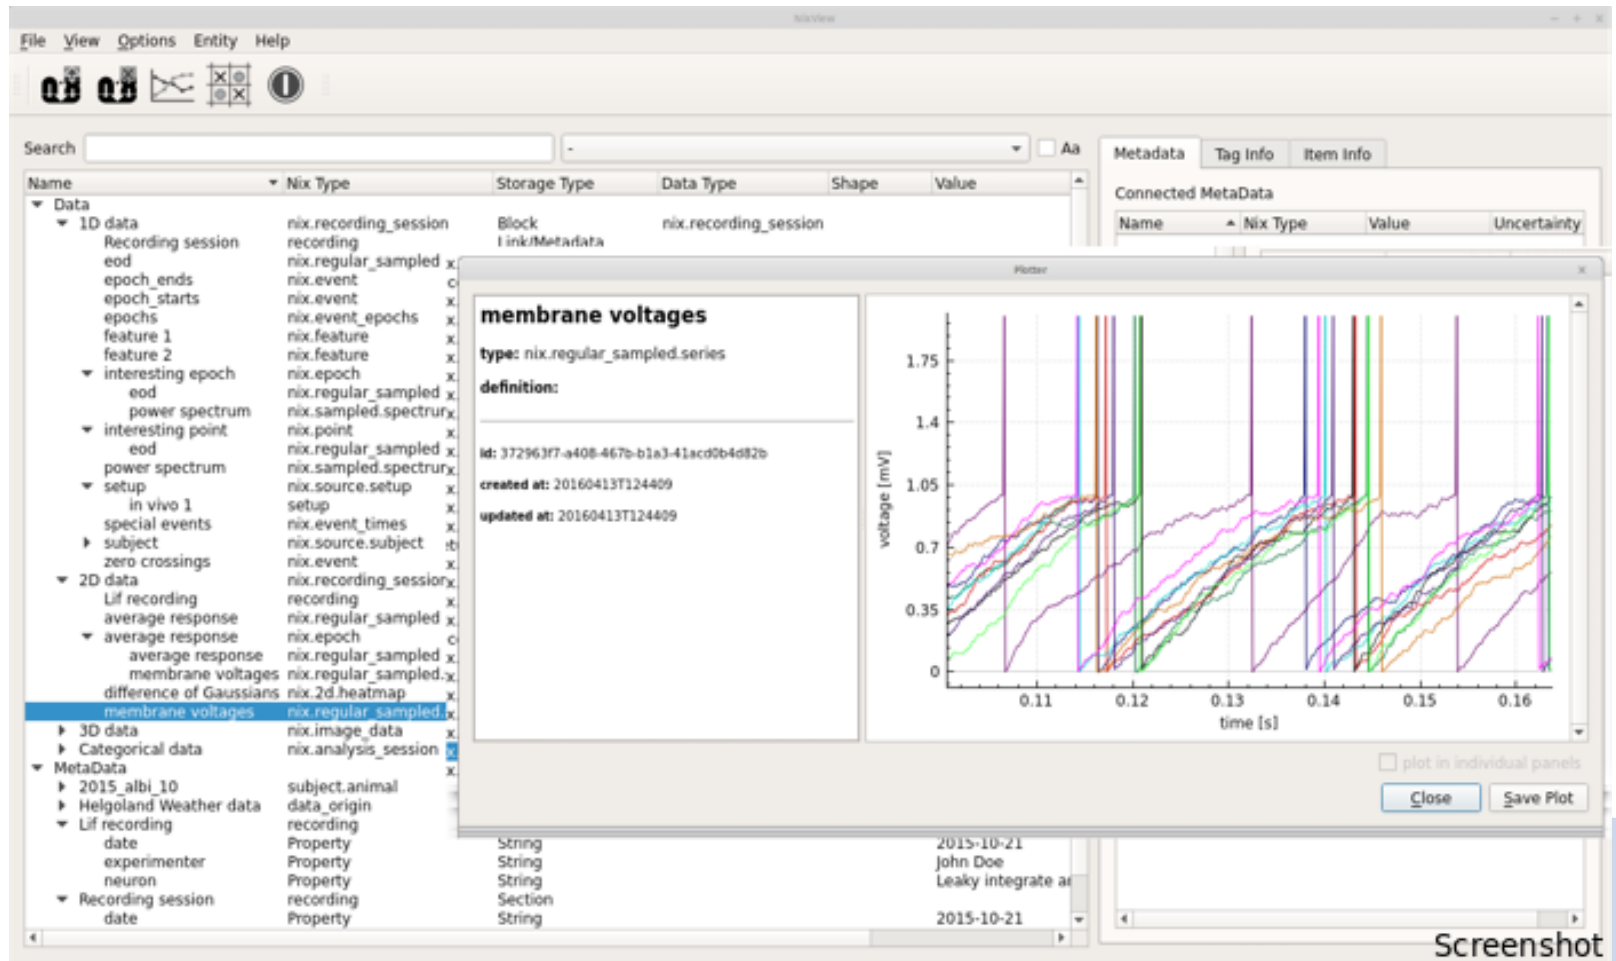 NixView
File View Options Entity Help
Search - Aa
Metadata Tag Info Item Info
Connected MetaData
Name Nix Type Value Uncertainty
Name Nix Type Storage Type Data Type Shape Value
Data
1D data nix.recording_session Block nix.recording_session
Recording session recording Link/Metadata
eod nix.regular_sampled
epoch_ends nix.event
epoch_starts nix.event
epochs nix.event_epochs
feature 1 nix.feature
feature 2 nix.feature
interesting epoch nix.epoch
eod nix.regular_sampled
power spectrum nix.sampled.spectrum
interesting point nix.point
eod nix.regular_sampled
power spectrum nix.sampled.spectrum
setup nix.source.setup
in vivo 1 setup
special events nix.event_times
subject nix.source.subject
zero crossings nix.event
2D data nix.recording_session
Lif recording recording
average response nix.regular_sampled
average response nix.epoch
average response nix.regular_sampled
membrane voltages nix.regular_sampled.
difference of Gaussians nix.2d.heatmap
membrane voltages nix.regular_sampled.
3D data nix.image_data
Categorical data nix.analysis_session
MetaData
2015_albi_10 subject.animal
Helgoland Weather data data_origin
Lif recording recording
date Property String 2015-10-21
experimenter Property String John Doe
neuron Property String Leaky integrate
Recording session recording Section
date Property String 2015-10-21
Plotter
membrane voltages
type: nix.regular_sampled.series
definition:
id: 372963f7-a408-467b-b1a3-41acd0b4d82b
created at: 20160413T124409
updated at: 20160413T124409
voltage [mV]
1.75
1.4
1.05
0.7
0.35
0
0.11 0.12 0.13 0.14 0.15 0.16
time [s]
plot in individual panels
Close Save Plot
Screenshot